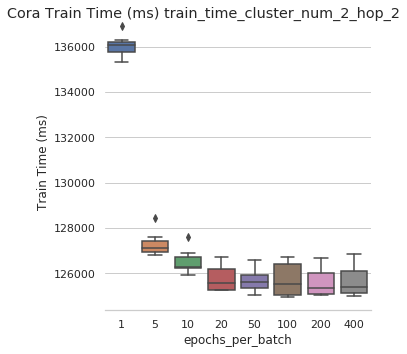 Cora Train Time (ms) train_time_cluster_num_2_hop_2
136000
134000
132000
130000
128000
126000
Train Time (ms)
1 5 10 20 50 100 200 400
epochs_per_batch